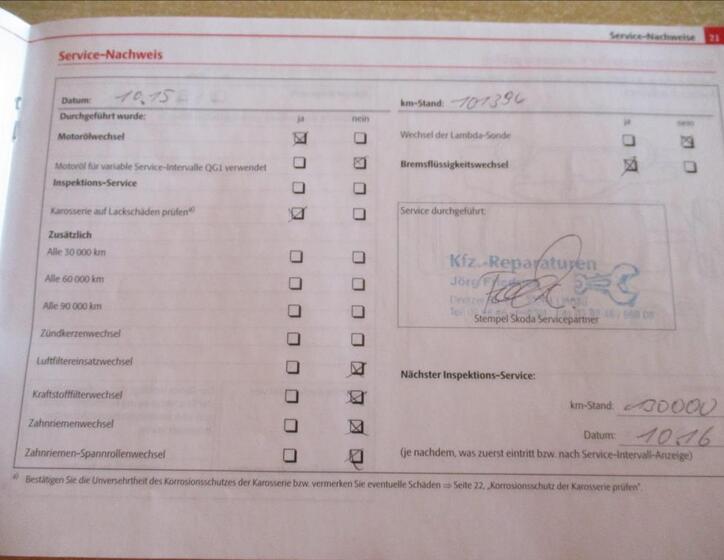 Service-Nachweise 21
Service-Nachweis
Datum: 10.15 km-Stand: 101394
Durchgeführt wurde: ja nein ja nein
Motorölwechsel Wechsel der Lambda-Sonde
Motoröl für variable Service-Intervalle QG1 verwendet Bremsflüssigkeitswechsel
Inspektions-Service
Karosserie auf Lackschäden prüfen a) Service durchgeführt:
Zusätzlich
Alle 30 000 km
Kfz.-Reparaturen
Alle 60 000 km Jörg
Alle 90 000 km
Stempel Skoda Servicepartner
Zündkerzenwechsel
Luftfiltereinsatzwechsel
Nächster Inspektions-Service:
Kraftstofffilterwechsel
km-Stand: 130000
Zahnriemenwechsel
Datum: 10.16
Zahnriemen-Spannrollenwechsel (je nachdem, was zuerst eintritt bzw. nach Service-Intervall-Anzeige)
a) Bestätigen Sie die Unversehrtheit des Korrosionsschutzes der Karosserie bzw. vermerken Sie eventuelle Schäden ⇒ Seite 22, „Korrosionsschutz der Karosserie prüfen".